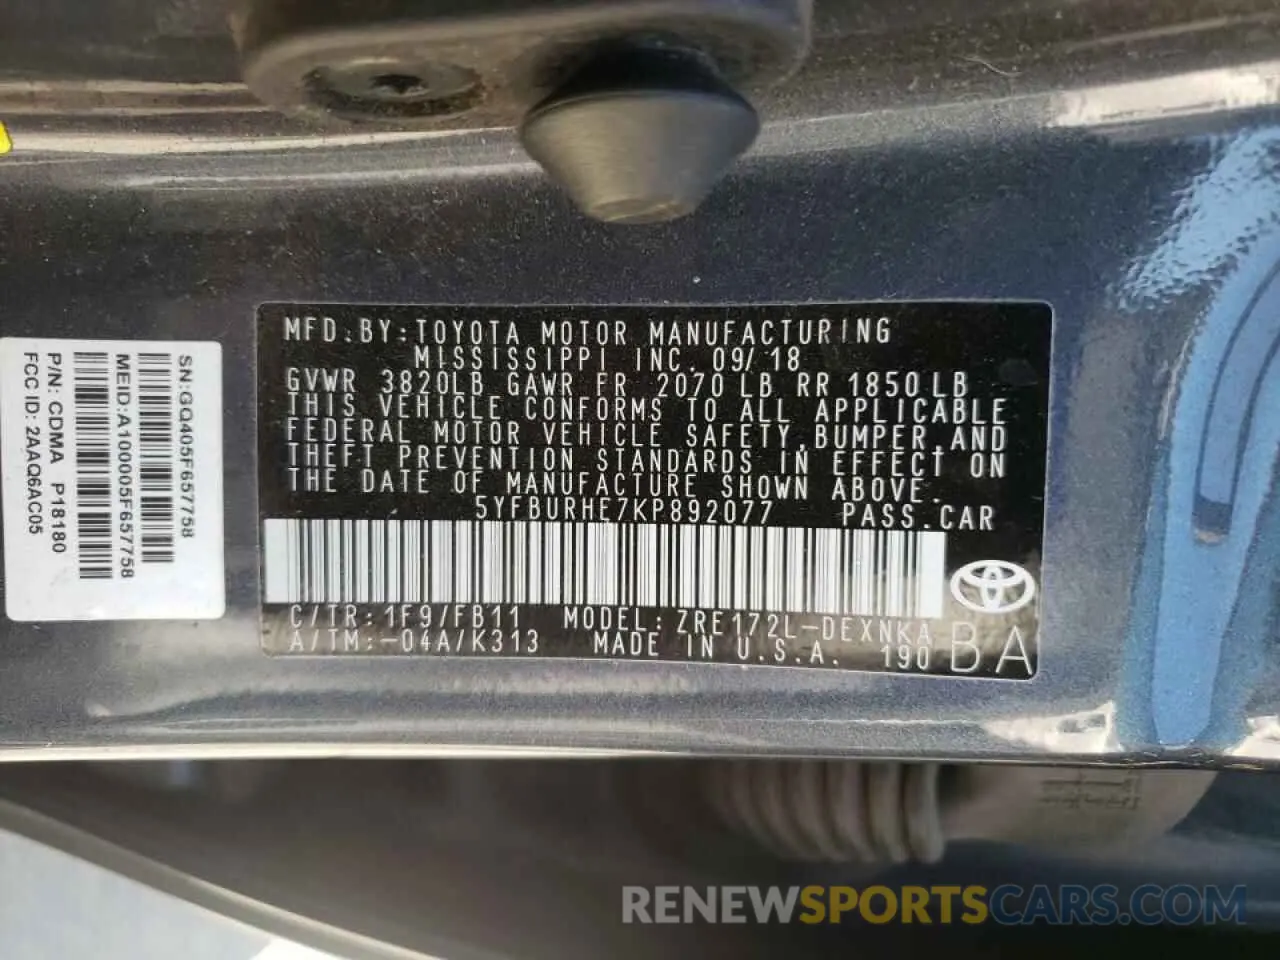 MFD.BY:TOYOTA MOTOR MANUFACTURING
MISSISSIPPI INC. 09/18
GVWR 3820LB GAWR FR 2070 LB RR 1850 LB
THIS VEHICLE CONFORMS TO ALL APPLICABLE
FEDERAL MOTOR VEHICLE SAFETY,BUMPER,AND
THEFT PREVENTION STANDARDS IN EFFECT ON
THE DATE OF MANUFACTURE SHOWN ABOVE.
5YFBURHE7KP892077 PASS.CAR
C/TR:1F9/FB11 MODEL:ZRE172L-DEXNKA
A/TM:-04A/K313 MADE IN U.S.A. 190
BA
SN:GQ405F657758
MEID:A100005F657758
P/N: CDMA P18180
FCC ID: 2AAQ6AC05
RENEWSPORTSCARS.COM